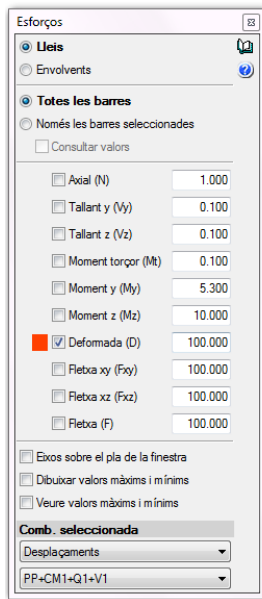 Esforços
Lleis
Envolvents
Totes les barres
Només les barres seleccionades
Consultar valors
Axial (N) 1.000
Tallant y (Vy) 0.100
Tallant z (Vz) 0.100
Moment torçor (Mt) 0.100
Moment y (My) 5.300
Moment z (Mz) 10.000
Deformada (D) 100.000
Fletxa xy (Fxy) 100.000
Fletxa xz (Fxz) 100.000
Fletxa (F) 100.000
Eixos sobre el pla de la finestra
Dibuixar valors màxims i mínims
Veure valors màxims i mínims
Comb. seleccionada
Desplaçaments
PP+CM1+Q1+V1